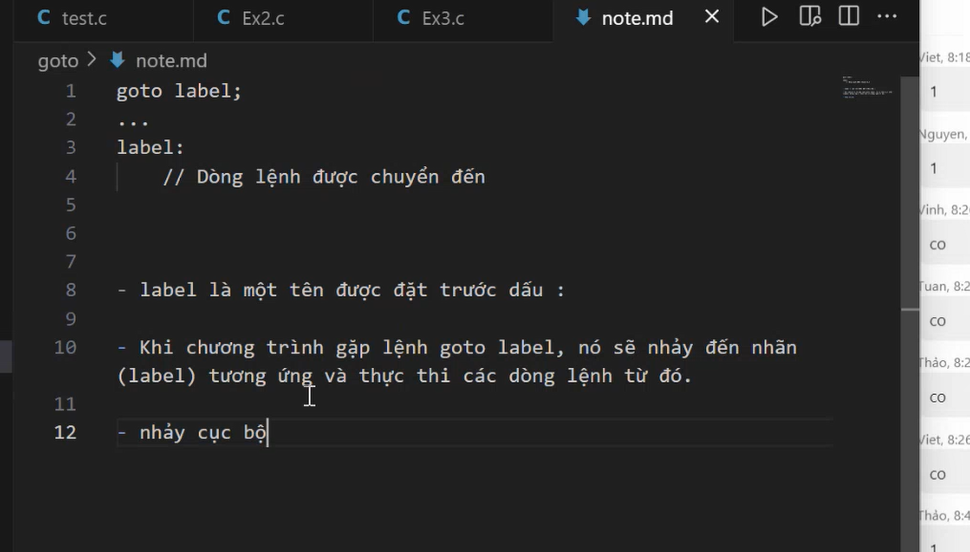 test.c Ex2.c Ex3.c note.md
goto > note.md
1 goto label;
2 ...
3 label:
4 // Dòng lệnh được chuyển đến
5
6
7
8 - label là một tên được đặt trước dấu :
9
10 - Khi chương trình gặp lệnh goto label, nó sẽ nhảy đến nhãn
(label) tương ứng và thực thi các dòng lệnh từ đó.
11
12 - nhảy cục bộ
Viet, 8:18
1
Nguyen,
1
Vinh, 8:2
co
Tuan, 8:2
co
Thảo, 8:2
co
Viet, 8:26
co
Thảo, 8:4
1